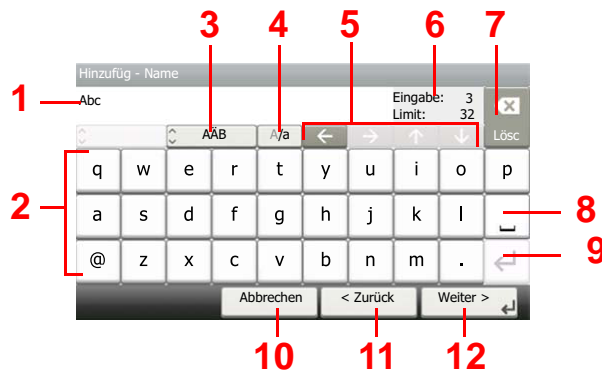 3 4 5 6 7
Hinzufüg - Name
1 Abc Eingabe: 3
Limit: 32
AÄB A/a ← → ↑ ↓ Lösc
2 q w e r t y u i o p
a s d f g h j k l 8
@ z x c v b n m . 9
Abbrechen < Zurück Weiter >
10 11 12